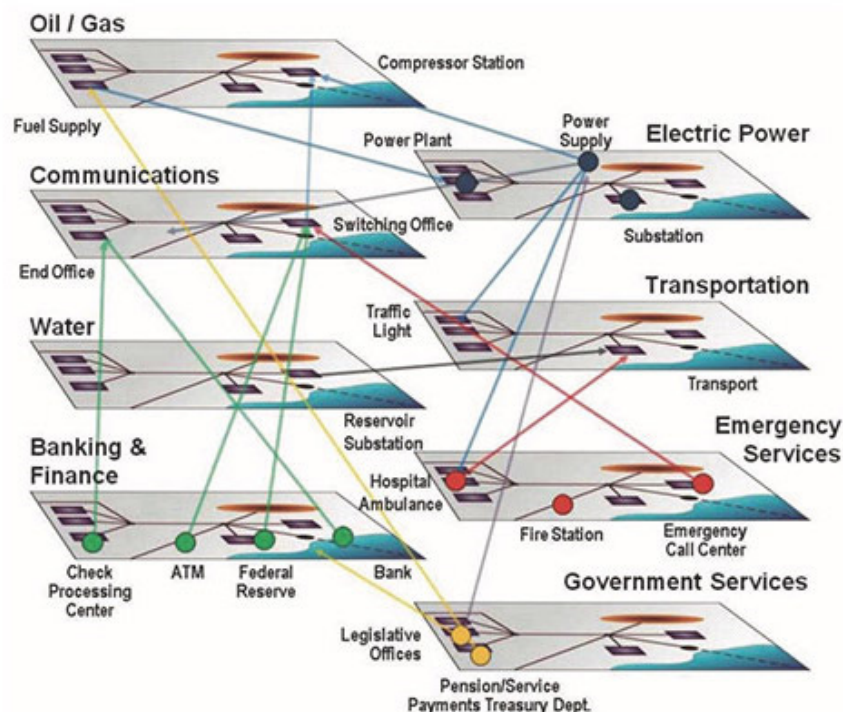 Oil / Gas
Compressor Station
Fuel Supply
Power Plant
Power
Supply
Electric Power
Substation
Communications
Switching Office
End Office
Traffic
Light
Transportation
Transport
Water
Reservoir
Substation
Banking &
Finance
Check
Processing
Center
ATM
Federal
Reserve
Bank
Emergency
Services
Hospital
Ambulance
Fire Station
Emergency
Call Center
Government Services
Legislative
Offices
Pension/Service
Payments Treasury Dept.